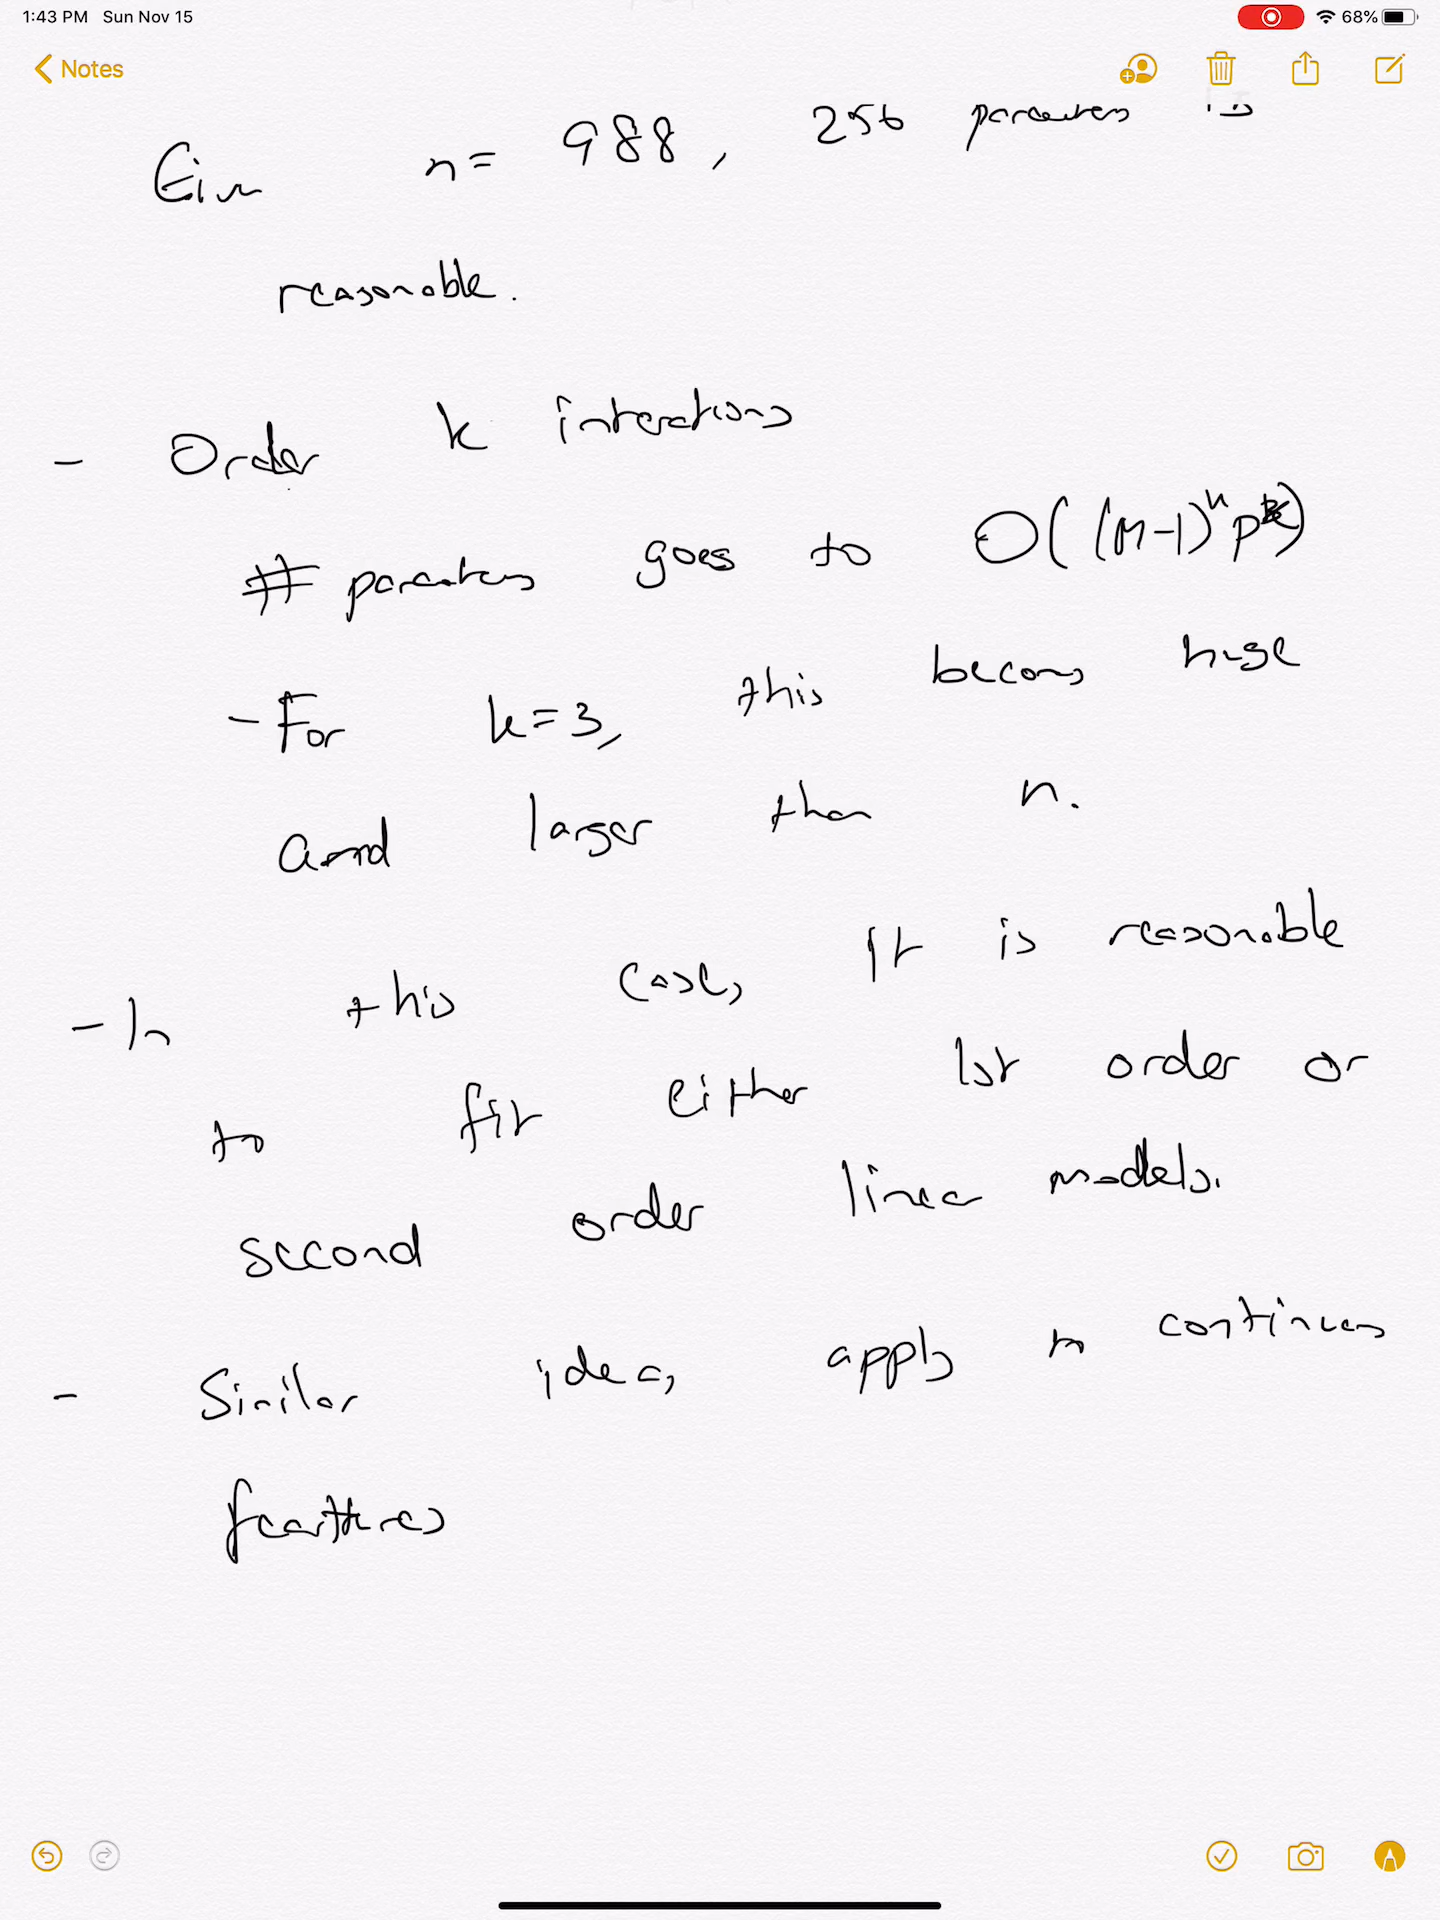 1:43 PM Sun Nov 15 68%
Notes
Given n = 988, 256 parameters is
reasonable.
- Order k interactions
# parameters goes to O((M-1)^k p^k)
- For k=3, this becomes huge
and larger than n.
- In this case, it is reasonable
to fit either 1st order or
second order linear models.
- Similar ideas apply to continuous
features